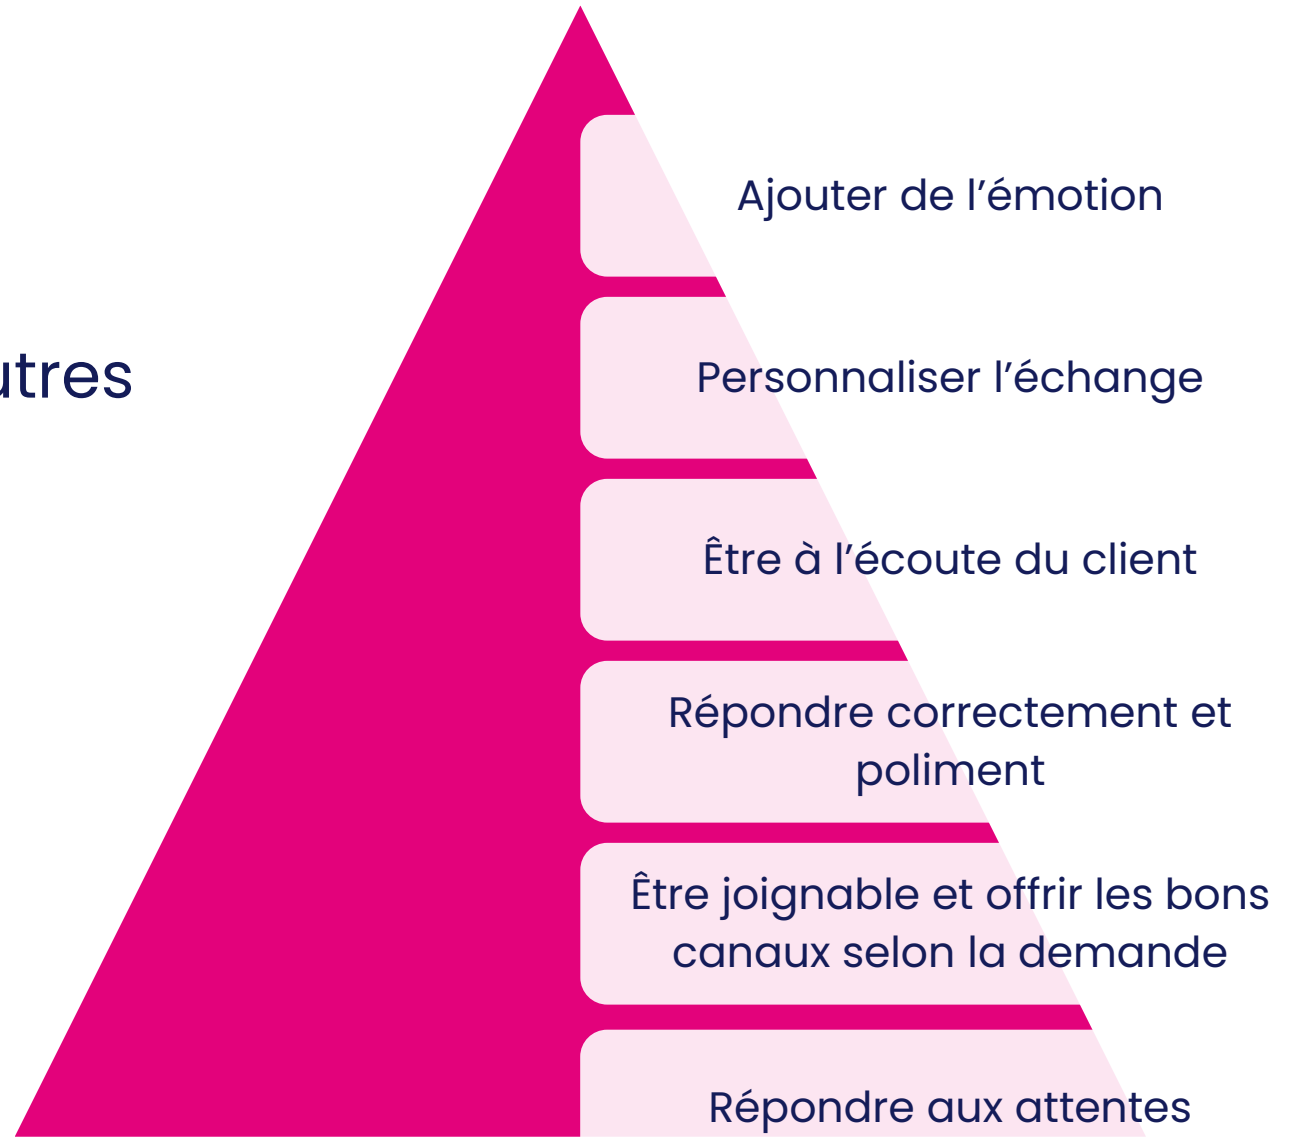 Ajouter de l’émotion
Personnaliser l’échange
Être à l’écoute du client
Répondre correctement et
poliment
Être joignable et offrir les bons
canaux selon la demande
Répondre aux attentes